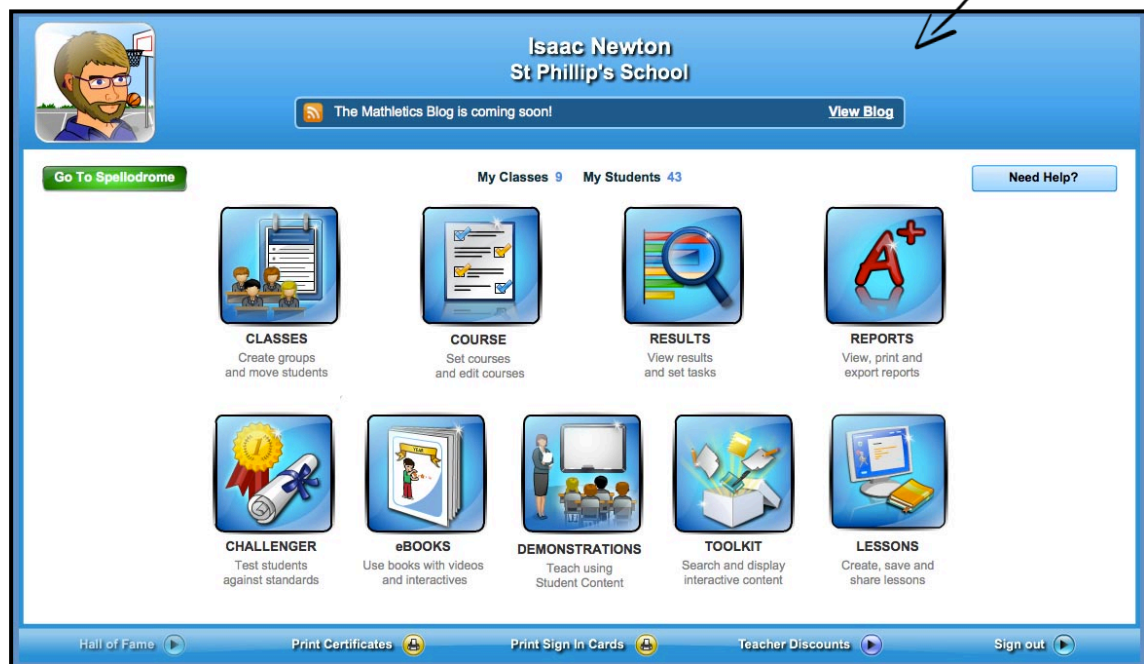 Isaac Newton
St Phillip's School
The Mathletics Blog is coming soon! View Blog
Go To Spellodrome
My Classes 9 My Students 43
Need Help?
CLASSES
Create groups
and move students
COURSE
Set courses
and edit courses
RESULTS
View results
and set tasks
REPORTS
View, print and
export reports
CHALLENGER
Test students
against standards
eBOOKS
Use books with videos
and interactives
DEMONSTRATIONS
Teach using
Student Content
TOOLKIT
Search and display
interactive content
LESSONS
Create, save and
share lessons
Hall of Fame
Print Certificates
Print Sign In Cards
Teacher Discounts
Sign out